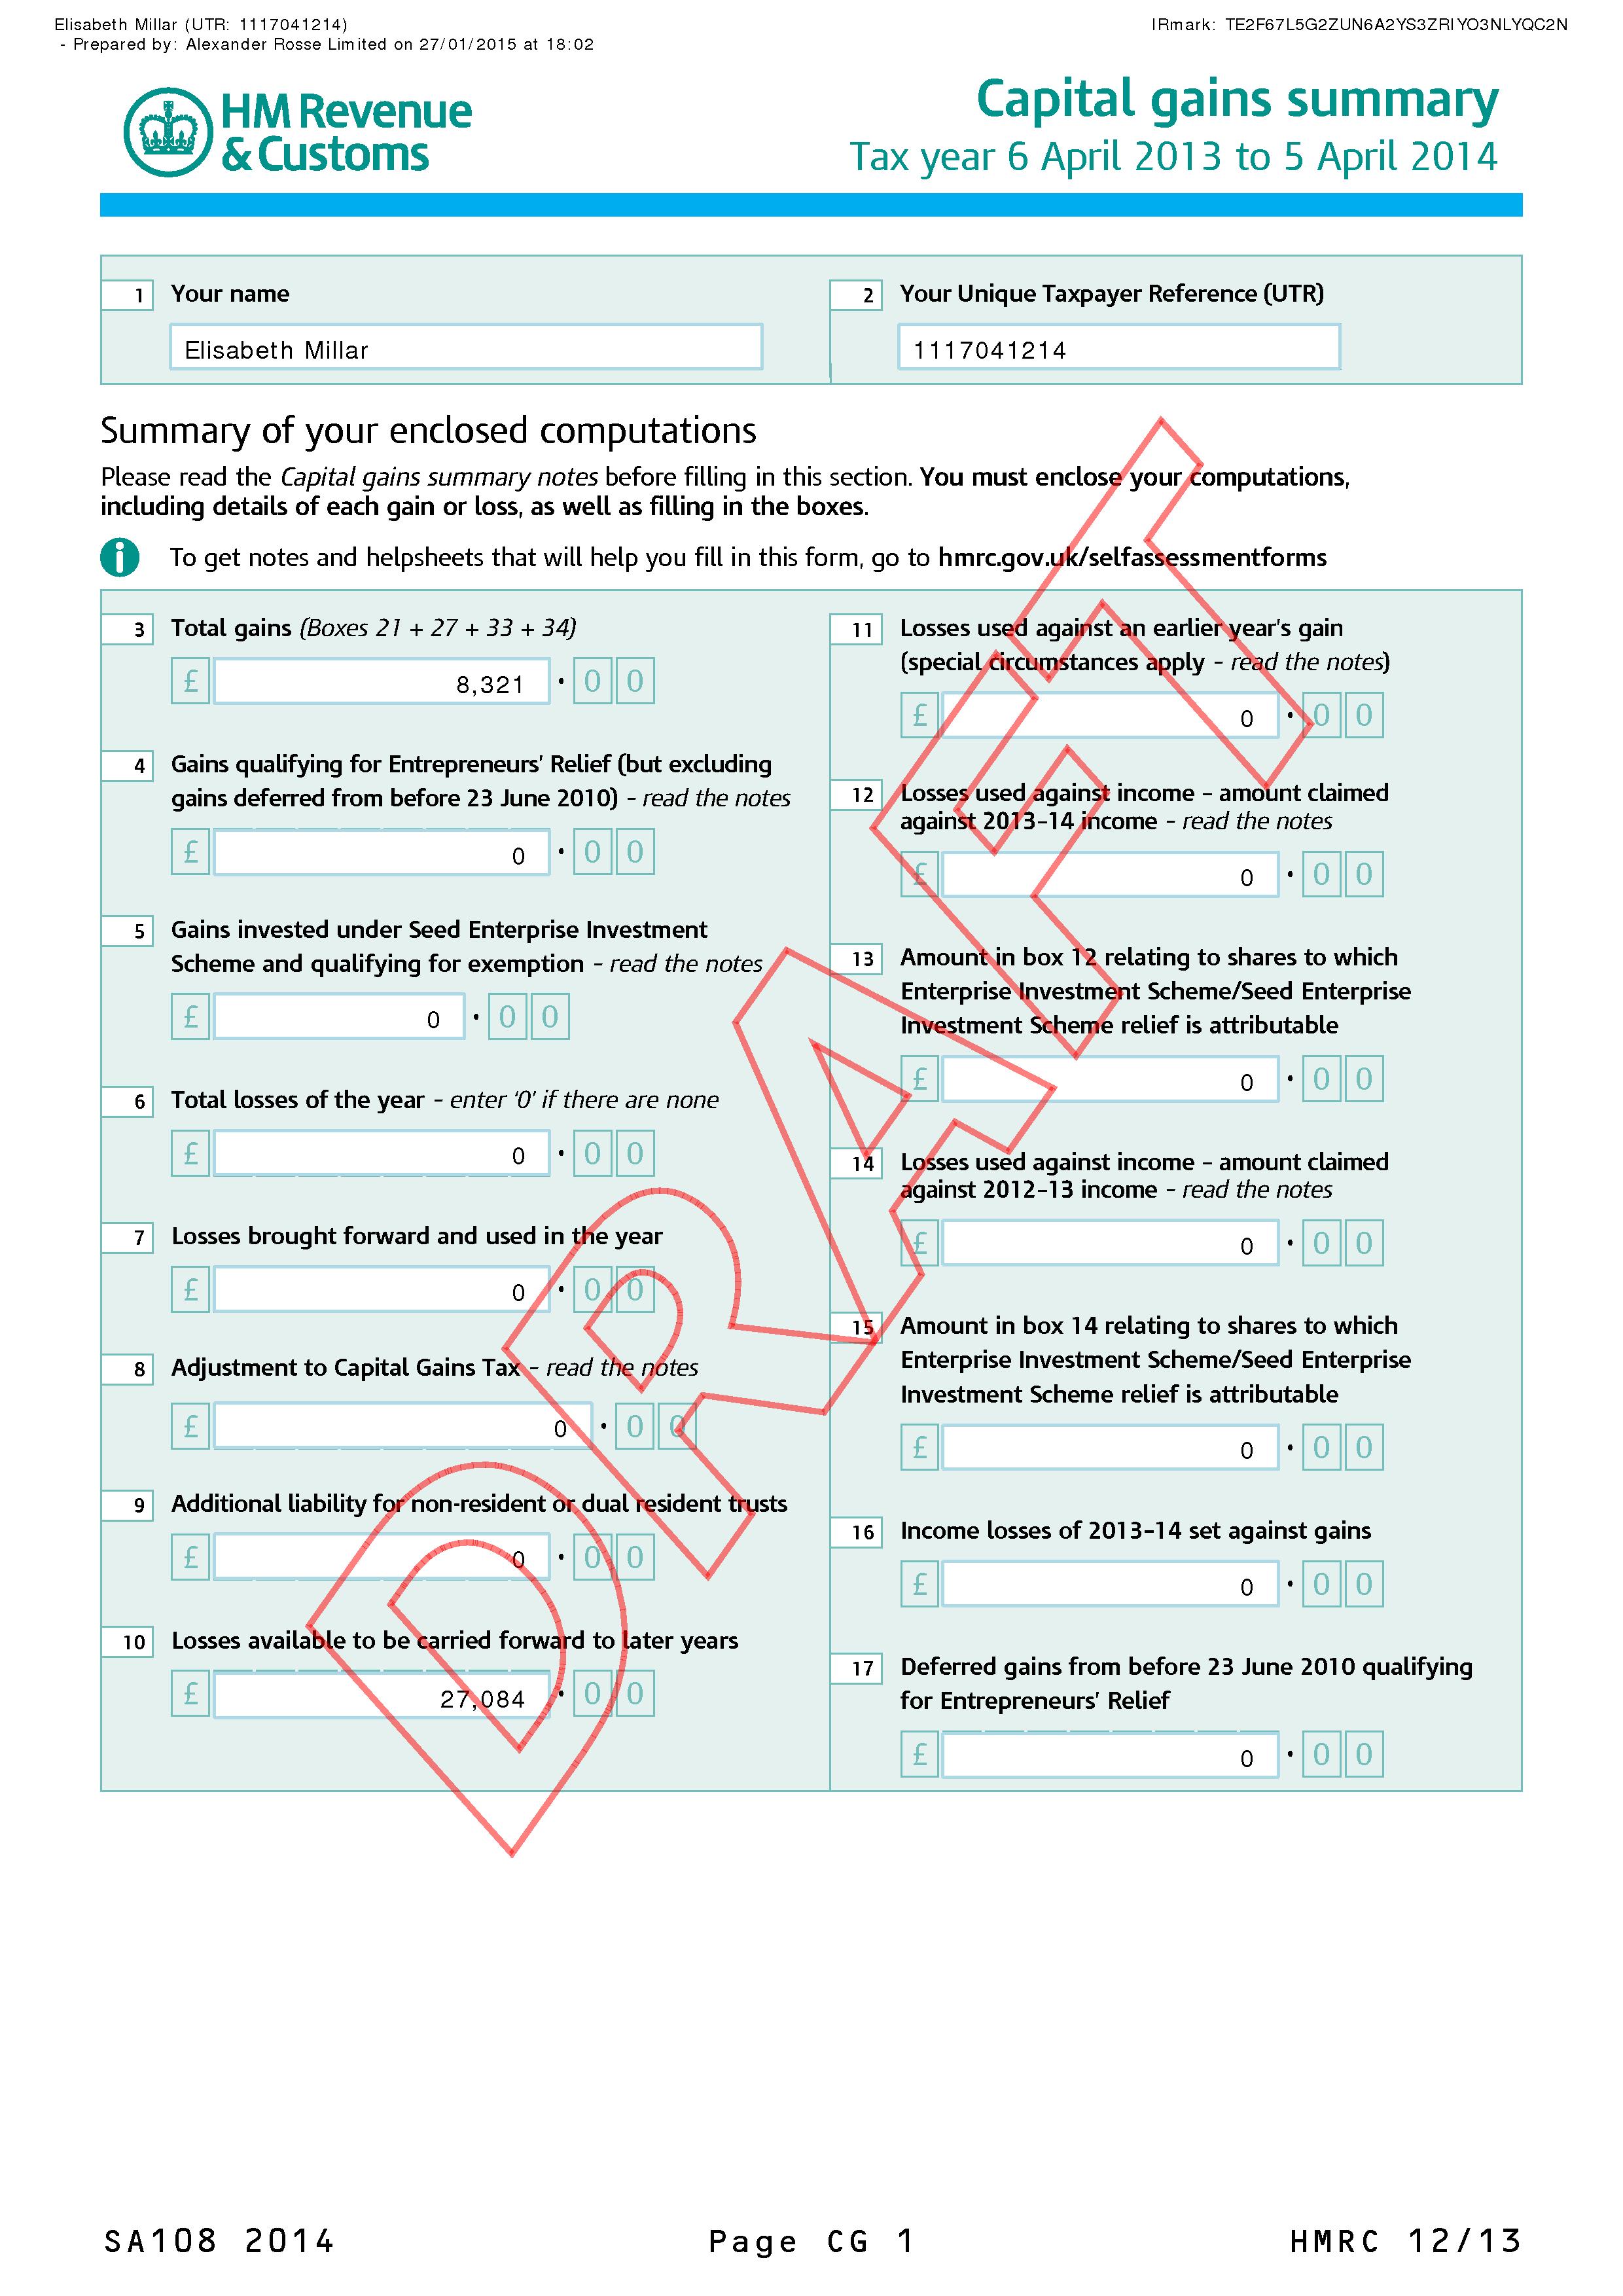 Elisabeth Millar (UTR: 1117041214)
- Prepared by: Alexander Rosse Limited on 27/01/2015 at 18:02
IRmark: TE2F67L5G2ZUN6A2YS3ZRIYO3NLYQC2N
HM Revenue
& Customs
Capital gains summary
Tax year 6 April 2013 to 5 April 2014
1 Your name
Elisabeth Millar
2 Your Unique Taxpayer Reference (UTR)
1117041214
Summary of your enclosed computations
Please read the Capital gains summary notes before filling in this section. You must enclose your computations,
including details of each gain or loss, as well as filling in the boxes.
i To get notes and helpsheets that will help you fill in this form, go to hmrc.gov.uk/selfassessmentforms
3 Total gains (Boxes 21 + 27 + 33 + 34)
£ 8,321 • 0 0
4 Gains qualifying for Entrepreneurs' Relief (but excluding
gains deferred from before 23 June 2010) – read the notes
£ 0 • 0 0
5 Gains invested under Seed Enterprise Investment
Scheme and qualifying for exemption – read the notes
£ 0 • 0 0
6 Total losses of the year – enter '0' if there are none
£ 0 • 0 0
7 Losses brought forward and used in the year
£ 0 • 0 0
8 Adjustment to Capital Gains Tax – read the notes
£ 0 • 0 0
9 Additional liability for non-resident or dual resident trusts
£ 0 • 0 0
10 Losses available to be carried forward to later years
£ 27,084 • 0 0
11 Losses used against an earlier year's gain
(special circumstances apply – read the notes)
£ 0 • 0 0
12 Losses used against income – amount claimed
against 2013–14 income – read the notes
£ 0 • 0 0
13 Amount in box 12 relating to shares to which
Enterprise Investment Scheme/Seed Enterprise
Investment Scheme relief is attributable
£ 0 • 0 0
14 Losses used against income – amount claimed
against 2012–13 income – read the notes
£ 0 • 0 0
15 Amount in box 14 relating to shares to which
Enterprise Investment Scheme/Seed Enterprise
Investment Scheme relief is attributable
£ 0 • 0 0
16 Income losses of 2013–14 set against gains
£ 0 • 0 0
17 Deferred gains from before 23 June 2010 qualifying
for Entrepreneurs' Relief
£ 0 • 0 0
DRAFT
SA108 2014
Page CG 1
HMRC 12/13